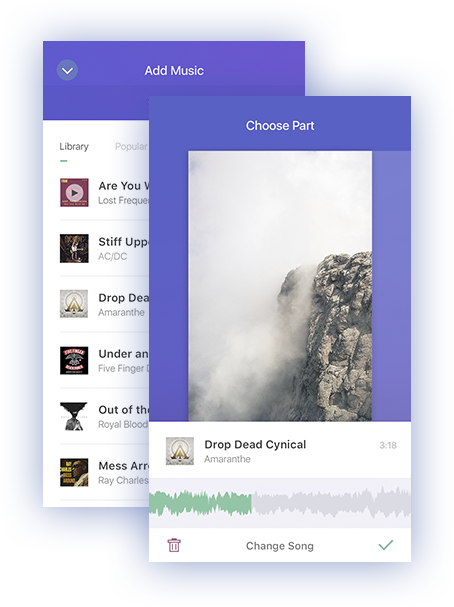 Add Music
Library
Popular
Are You W
Lost Frequen
Stiff Uppe
AC/DC
Drop Dea
Amaranthe
Under an
Five Finger D
Out of the
Royal Blood
Mess Arro
Ray Charles
Choose Part
Drop Dead Cynical
Amaranthe
3:18
Change Song